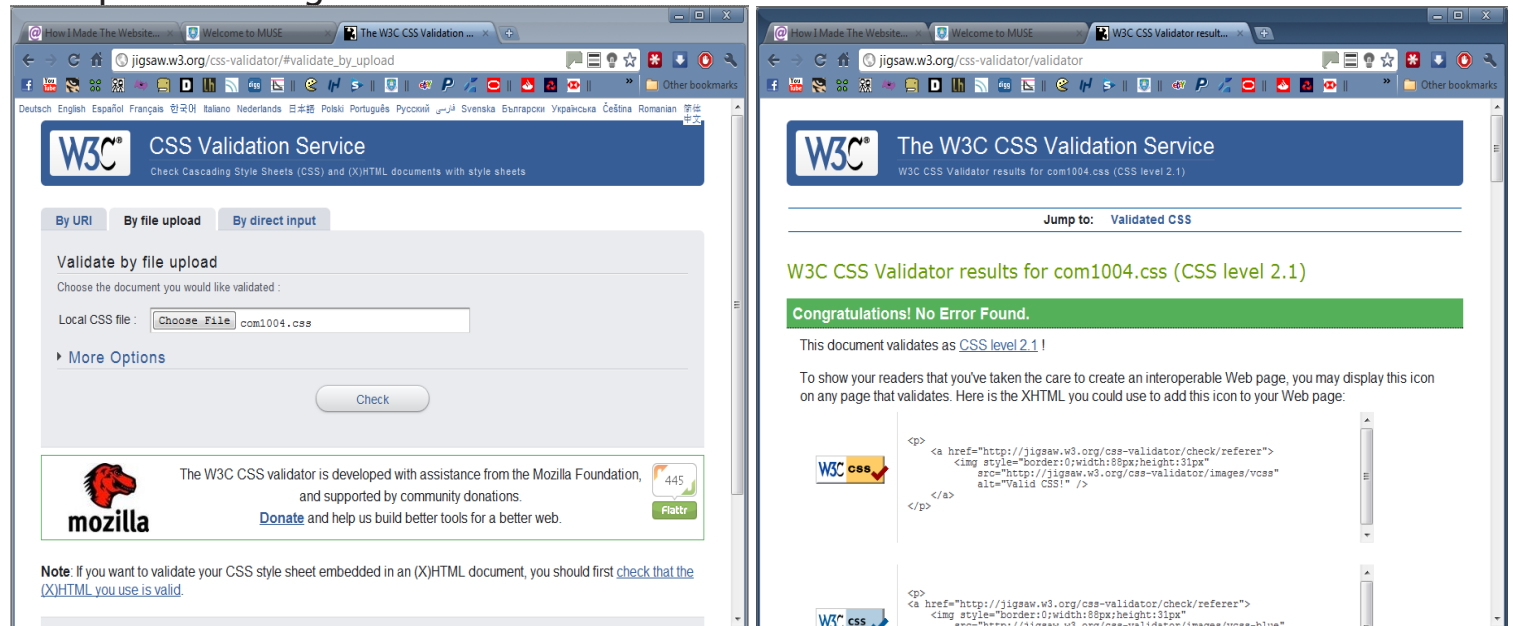 How I Made The Website...
Welcome to MUSE
The W3C CSS Validation ...
jigsaw.w3.org/css-validator/#validate_by_upload
Other bookmarks
Deutsch English Español Français 한국어 Italiano Nederlands 日本語 Polski Português Русский فارسی Svenska Български Українська Čeština Romanian 简体
中文
W3C®
CSS Validation Service
Check Cascading Style Sheets (CSS) and (X)HTML documents with style sheets
By URI
By file upload
By direct input
Validate by file upload
Choose the document you would like validated :
Local CSS file :
Choose File com1004.css
More Options
Check
mozilla
The W3C CSS validator is developed with assistance from the Mozilla Foundation,
and supported by community donations.
Donate and help us build better tools for a better web.
445
Flattr
Note: If you want to validate your CSS style sheet embedded in an (X)HTML document, you should first check that the
(X)HTML you use is valid.
How I Made The Website...
Welcome to MUSE
W3C CSS Validator result...
jigsaw.w3.org/css-validator/validator
Other bookmarks
W3C®
The W3C CSS Validation Service
W3C CSS Validator results for com1004.css (CSS level 2.1)
Jump to: Validated CSS
W3C CSS Validator results for com1004.css (CSS level 2.1)
Congratulations! No Error Found.
This document validates as CSS level 2.1 !
To show your readers that you've taken the care to create an interoperable Web page, you may display this icon
on any page that validates. Here is the XHTML you could use to add this icon to your Web page:
W3C css
<p>
<a href="http://jigsaw.w3.org/css-validator/check/referer">
<img style="border:0;width:88px;height:31px"
src="http://jigsaw.w3.org/css-validator/images/vcss"
alt="Valid CSS!" />
</a>
</p>
W3C css
<p>
<a href="http://jigsaw.w3.org/css-validator/check/referer">
<img style="border:0;width:88px;height:31px"
src="http://jigsaw.w3.org/css-validator/images/vcss-blue"